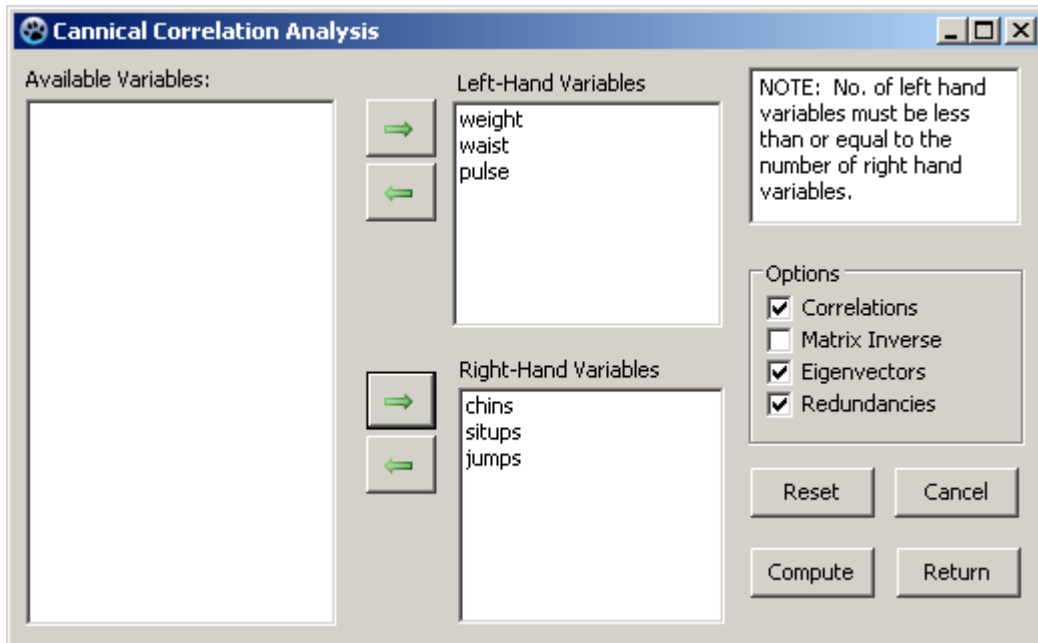 Cannical Correlation Analysis
Available Variables:
Left-Hand Variables
weight
waist
pulse
NOTE: No. of left hand
variables must be less
than or equal to the
number of right hand
variables.
Options
Correlations
Matrix Inverse
Eigenvectors
Redundancies
Right-Hand Variables
chins
situps
jumps
Reset
Cancel
Compute
Return